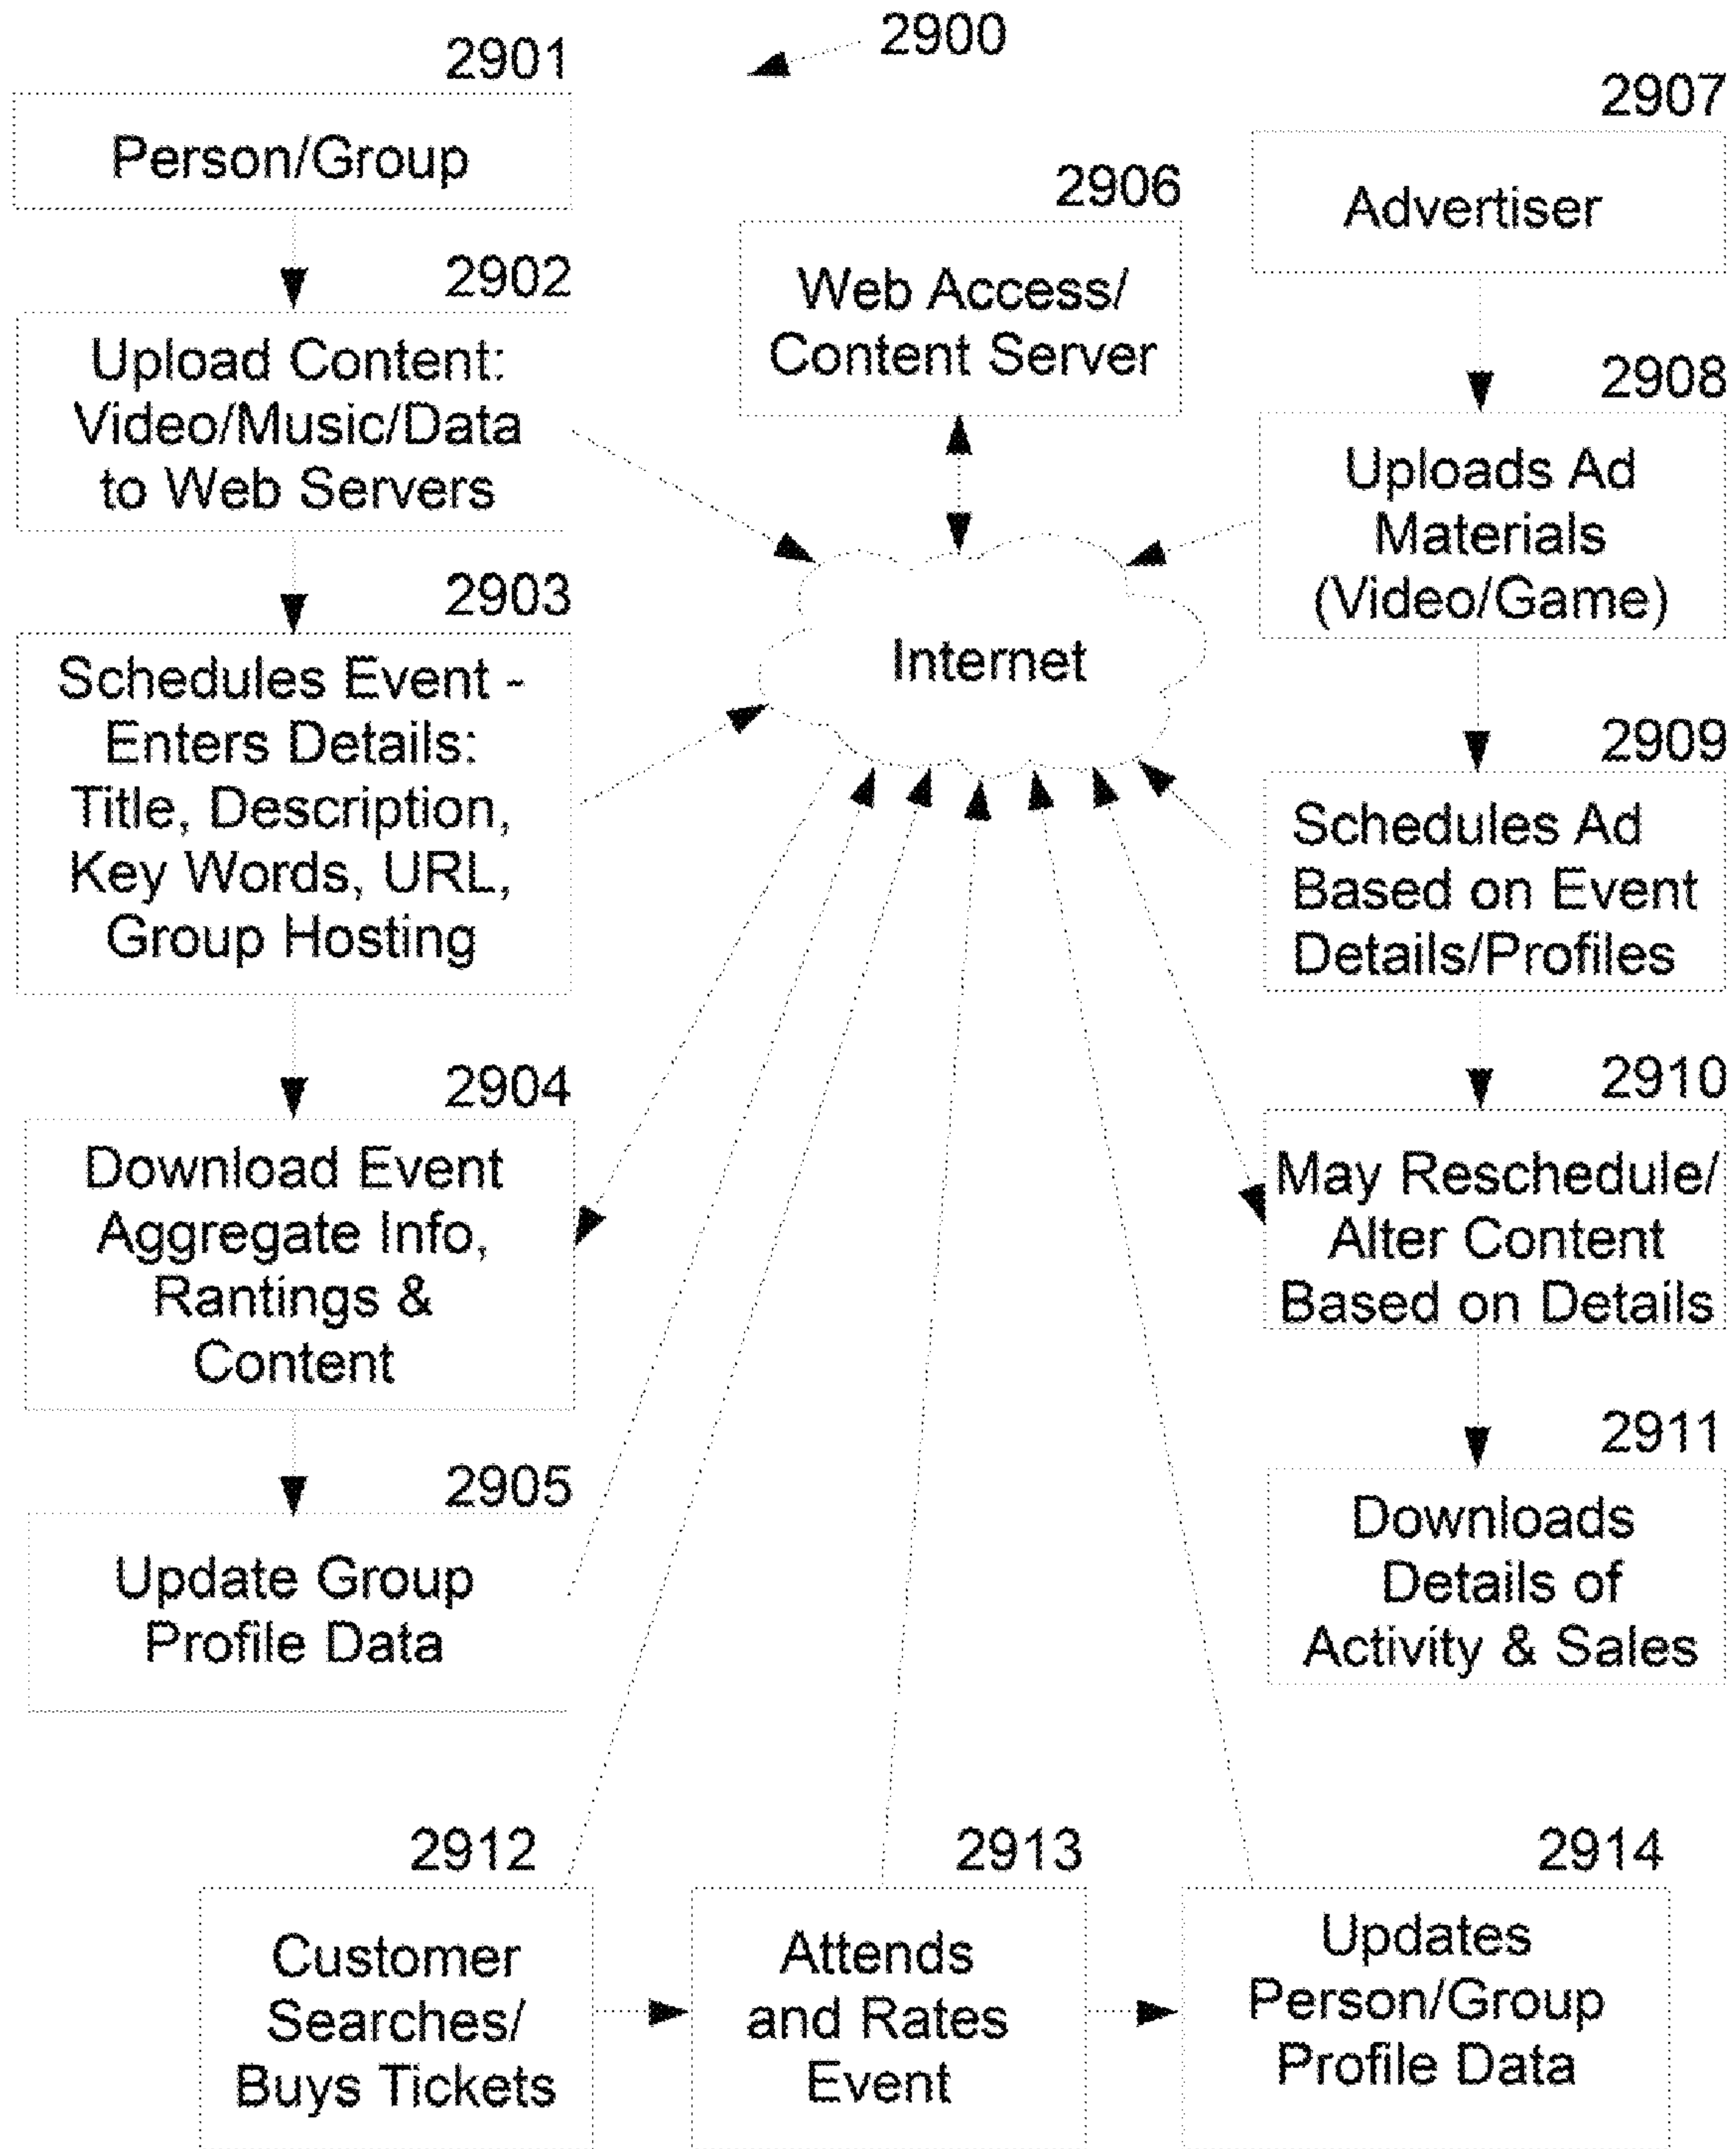 2900
2901
Person/Group
2902
Upload Content:
Video/Music/Data
to Web Servers
2903
Schedules Event -
Enters Details:
Title, Description,
Key Words, URL,
Group Hosting
2904
Download Event
Aggregate Info,
Rantings &
Content
2905
Update Group
Profile Data
2906
Web Access/
Content Server
Internet
2907
Advertiser
2908
Uploads Ad
Materials
(Video/Game)
2909
Schedules Ad
Based on Event
Details/Profiles
2910
May Reschedule/
Alter Content
Based on Details
2911
Downloads
Details of
Activity & Sales
2912
Customer
Searches/
Buys Tickets
2913
Attends
and Rates
Event
2914
Updates
Person/Group
Profile Data